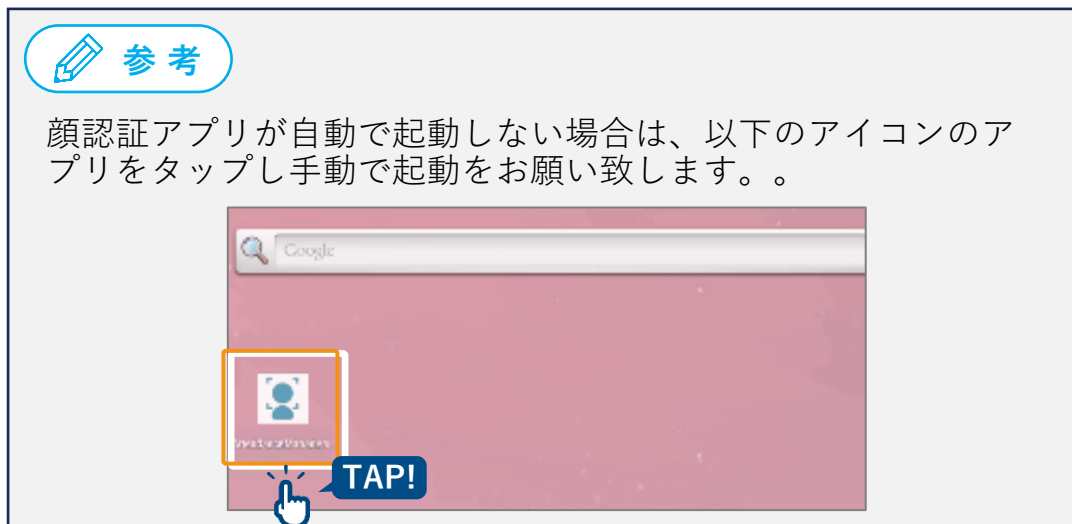 参考
顔認証アプリが自動で起動しない場合は、以下のアイコンのア
プリをタップし手動で起動をお願い致します。。
Google
TAP!